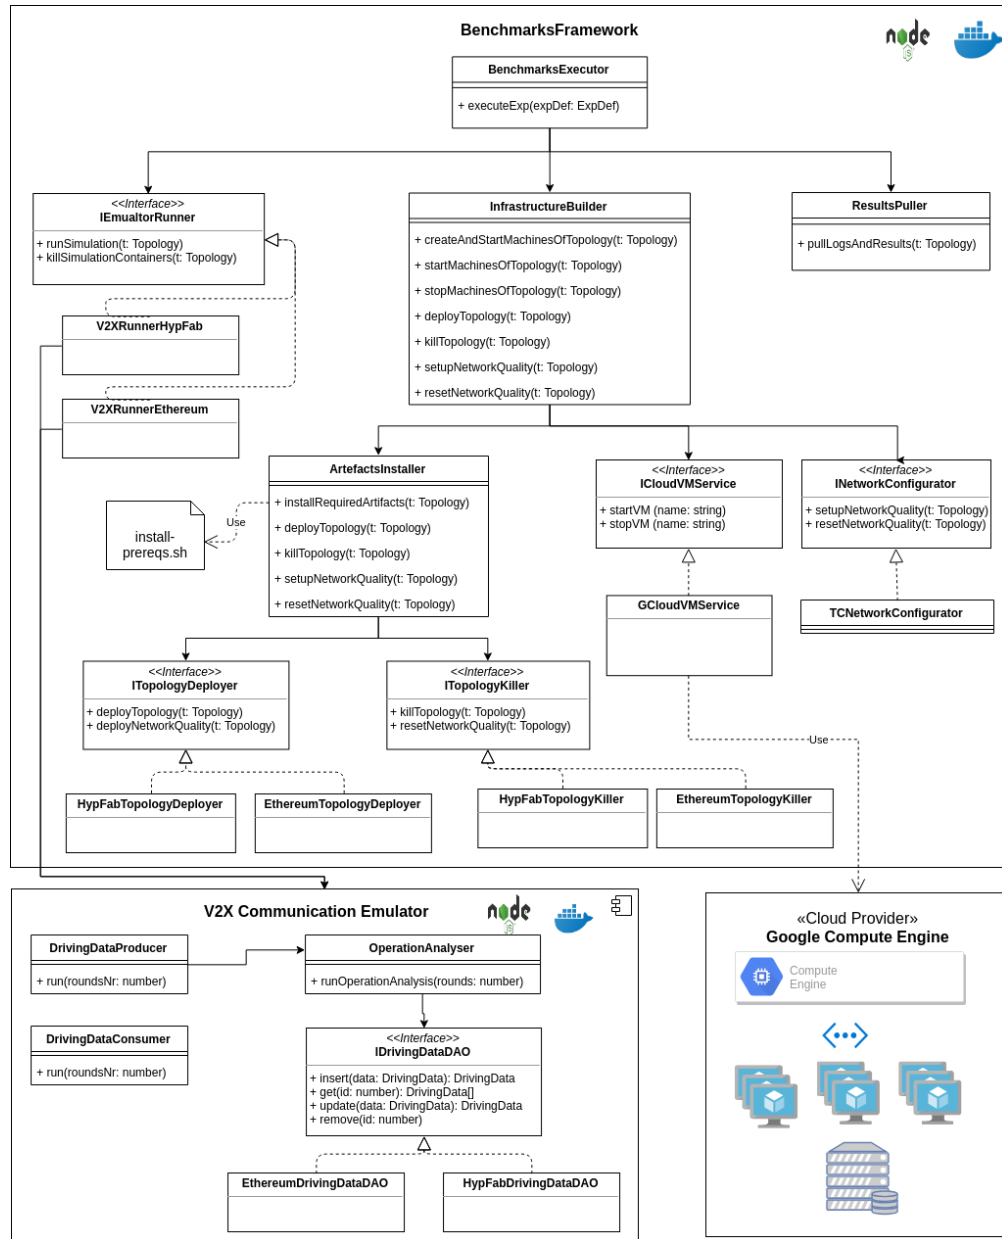 BenchmarksFramework
node
JS
BenchmarksExecutor
+ executeExp(expDef: ExpDef)
<<Interface>>
IEmualtorRunner
+ runSimulation(t: Topology)
+ killSimulationContainers(t: Topology)
InfrastructureBuilder
+ createAndStartMachinesOfTopology(t: Topology)
+ startMachinesOfTopology(t: Topology)
+ stopMachinesOfTopology(t: Topology)
+ deployTopology(t: Topology)
+ killTopology(t: Topology)
+ setupNetworkQuality(t: Topology)
+ resetNetworkQuality(t: Topology)
ResultsPuller
+ pullLogsAndResults(t: Topology)
V2XRunnerHypFab
V2XRunnerEthereum
ArtefactsInstaller
+ installRequiredArtifacts(t: Topology)
+ deployTopology(t: Topology)
+ killTopology(t: Topology)
+ setupNetworkQuality(t: Topology)
+ resetNetworkQuality(t: Topology)
Use
install-
prereqs.sh
<<Interface>>
ICloudVMService
+ startVM (name: string)
+ stopVM (name: string)
<<Interface>>
INetworkConfigurator
+ setupNetworkQuality(t: Topology)
+ resetNetworkQuality(t: Topology)
GCloudVMService
TCNetworkConfigurator
<<Interface>>
ITopologyDeployer
+ deployTopology(t: Topology)
+ deployNetworkQuality(t: Topology)
<<Interface>>
ITopologyKiller
+ killTopology(t: Topology)
+ resetNetworkQuality(t: Topology)
Use
HypFabTopologyDeployer
EthereumTopologyDeployer
HypFabTopologyKiller
EthereumTopologyKiller
V2X Communication Emulator
node
JS
DrivingDataProducer
+ run(roundsNr: number)
OperationAnalyser
+ runOperationAnalysis(rounds: number)
DrivingDataConsumer
+ run(roundsNr: number)
<<Interface>>
IDrivingDataDAO
+ insert(data: DrivingData): DrivingData
+ get(id: number): DrivingData[]
+ update(data: DrivingData): DrivingData
+ remove(id: number)
EthereumDrivingDataDAO
HypFabDrivingDataDAO
«Cloud Provider»
Google Compute Engine
Compute
Engine